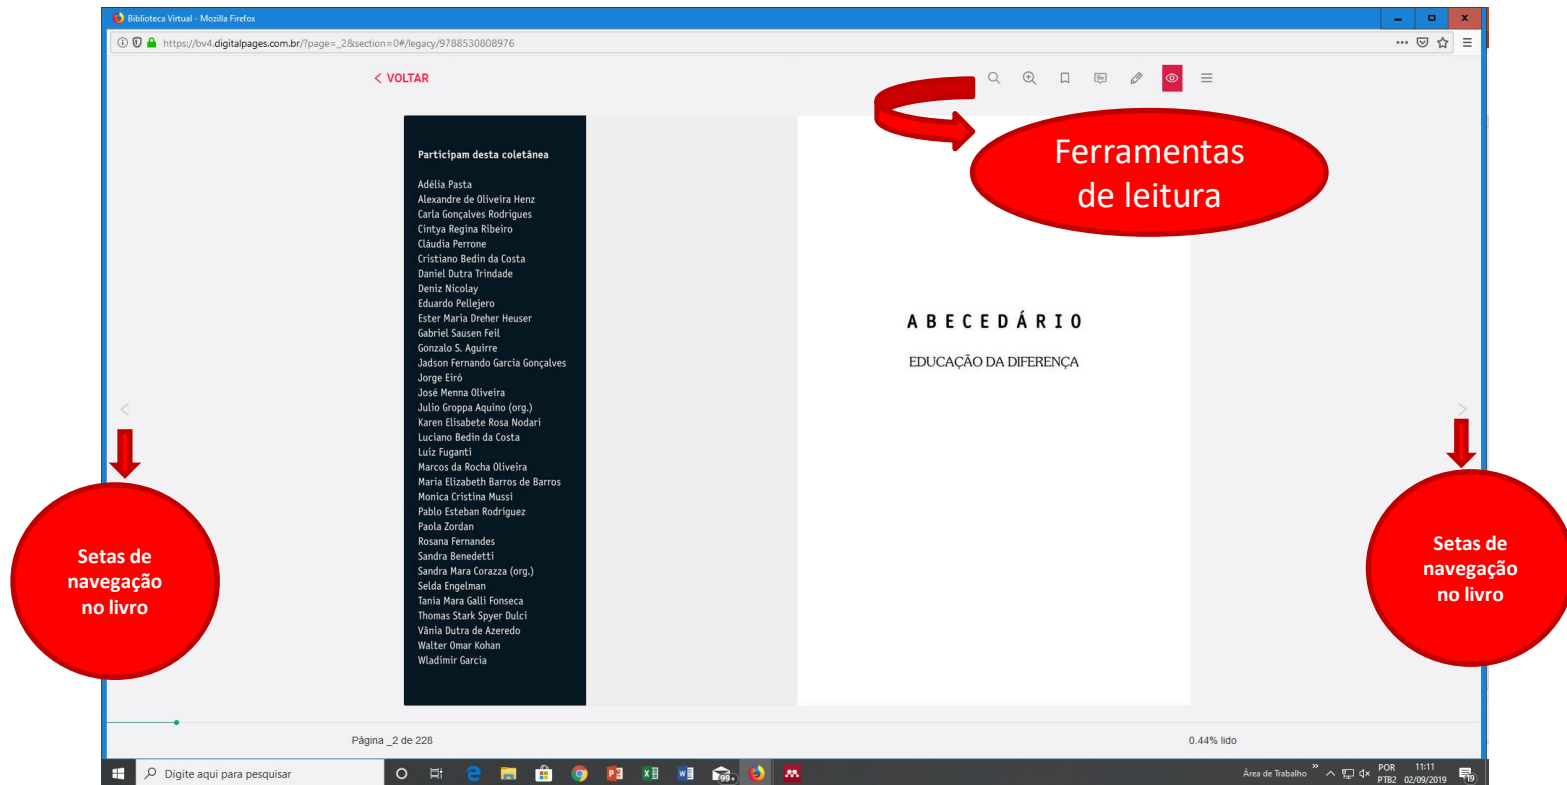 Biblioteca Virtual - Mozilla Firefox
https://bv4.digitalpages.com.br/?page=_2&section=0#/legacy/9788530808976
< VOLTAR
Ferramentas
de leitura
Participam desta coletânea
Adélia Pasta
Alexandre de Oliveira Henz
Carla Gonçalves Rodrigues
Cintya Regina Ribeiro
Cláudia Perrone
Cristiano Bedin da Costa
Daniel Dutra Trindade
Deniz Nicolay
Eduardo Pellejero
Ester Maria Dreher Heuser
Gabriel Sausen Feil
Gonzalo S. Aguirre
Jadson Fernando Garcia Gonçalves
Jorge Eiró
José Menna Oliveira
Julio Groppa Aquino (org.)
Karen Elisabete Rosa Nodari
Luciano Bedin da Costa
Luiz Fuganti
Marcos da Rocha Oliveira
Maria Elizabeth Barros de Barros
Monica Cristina Mussi
Pablo Esteban Rodriguez
Paola Zordan
Rosana Fernandes
Sandra Benedetti
Sandra Mara Corazza (org.)
Selda Engelman
Tania Mara Galli Fonseca
Thomas Stark Spyer Dulci
Vânia Dutra de Azeredo
Walter Omar Kohan
Wladimir Garcia
ABECEDÁRIO
EDUCAÇÃO DA DIFERENÇA
Setas de
navegação
no livro
Setas de
navegação
no livro
Página _2 de 228
0.44% lido
Digite aqui para pesquisar
99+
Área de Trabalho
POR
PTB2
11:11
02/09/2019
19